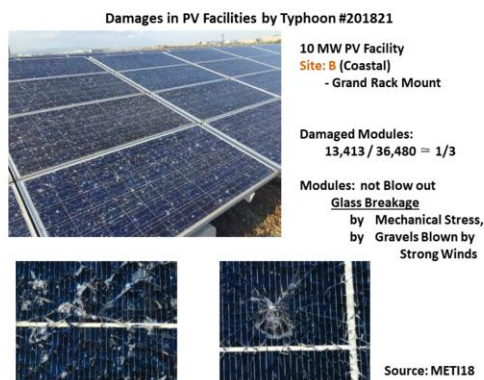 Damages in PV Facilities by Typhoon #201821
10 MW PV Facility
Site: B (Coastal)
- Grand Rack Mount
Damaged Modules:
13,413 / 36,480 ≃ 1/3
Modules: not Blow out
Glass Breakage
by Mechanical Stress,
by Gravels Blown by
Strong Winds
Source: METI18